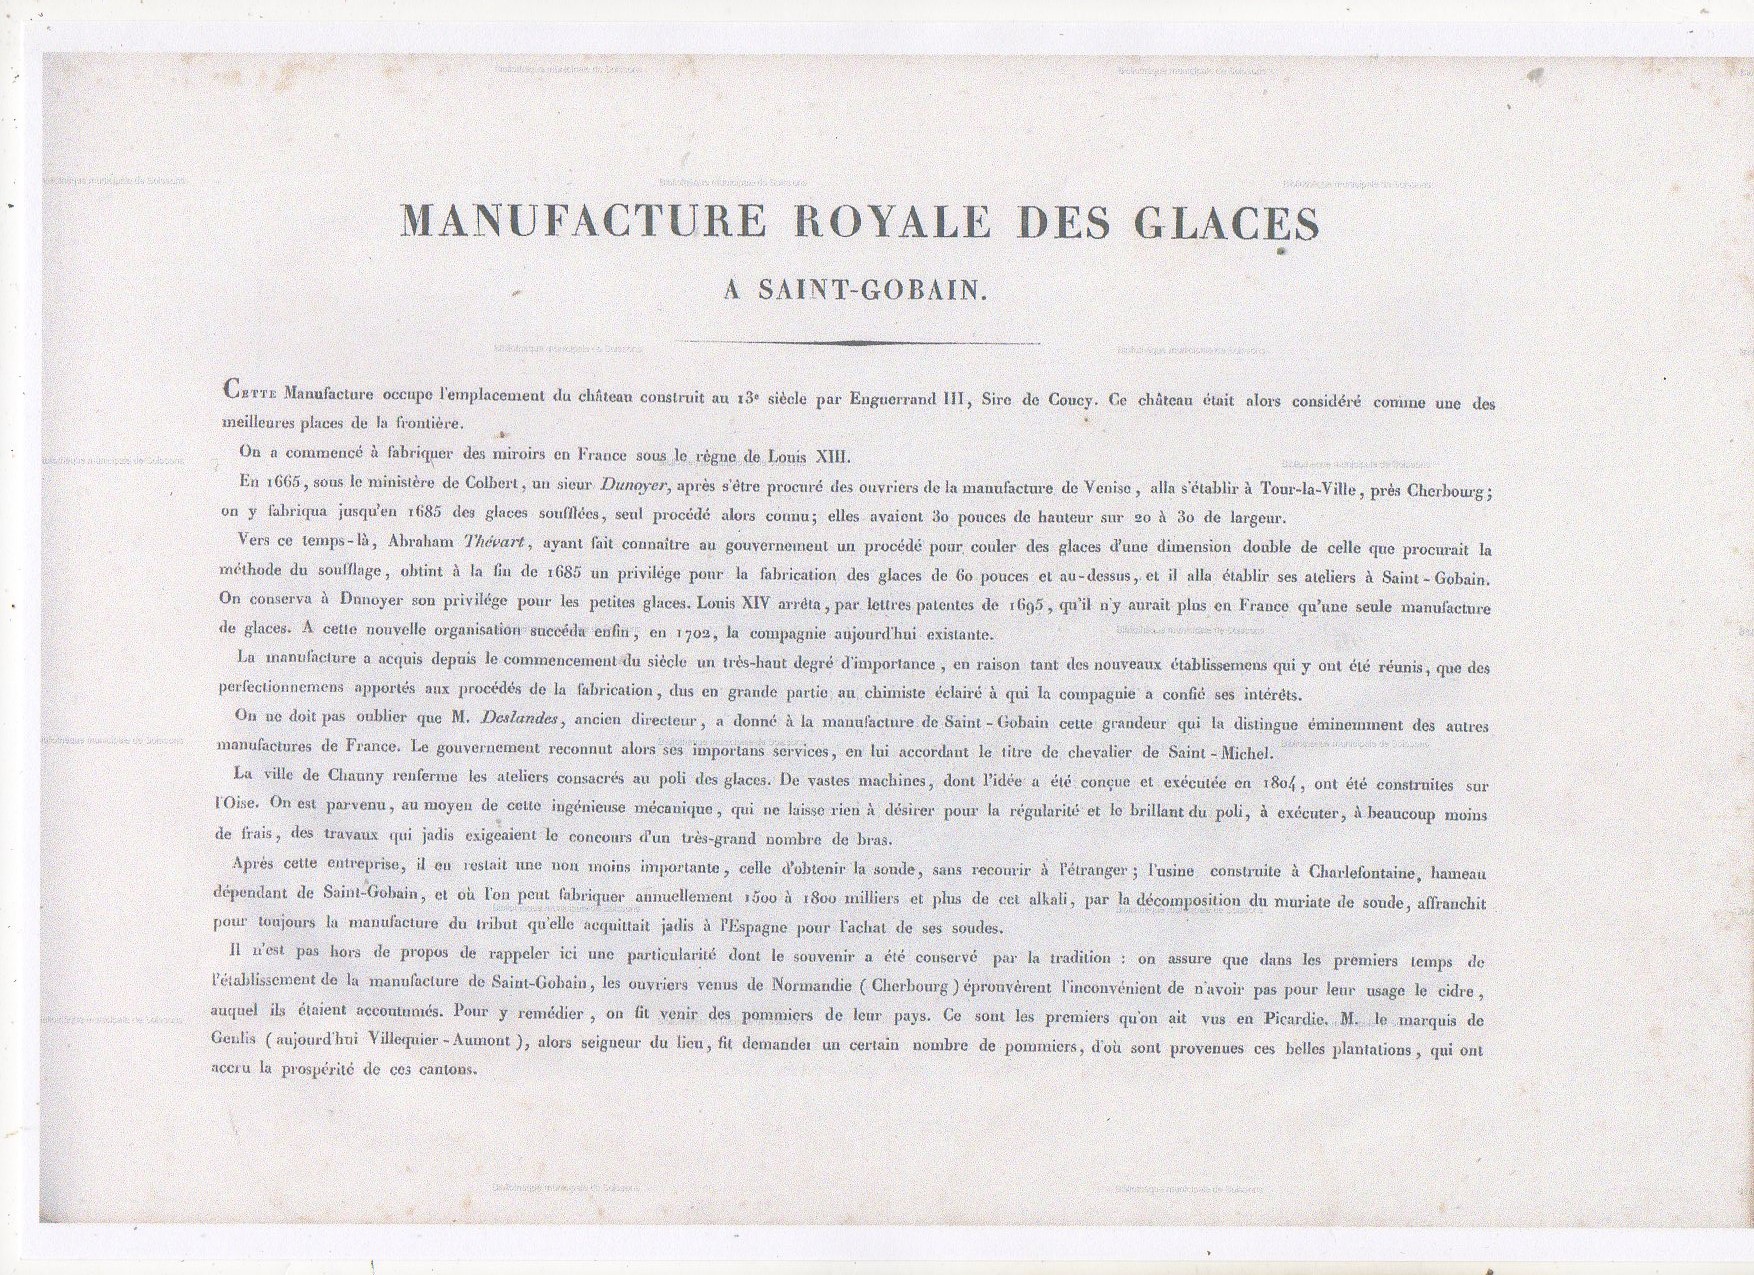 MANUFACTURE ROYALE DES GLACES
A SAINT-GOBAIN.
CETTE Manufacture occupe l'emplacement du château construit au 13e siècle par Enguerrand III, Sire de Coucy. Ce château était alors considéré comme une des
meilleures places de la frontière.
On a commencé à fabriquer des miroirs en France sous le règne de Louis XIII.
En 1665, sous le ministère de Colbert, un sieur Dunoyer, après s'être procuré des ouvriers de la manufacture de Venise, alla s'établir à Tour-la-Ville, près Cherbourg;
on y fabriqua jusqu'en 1685 des glaces soufflées, seul procédé alors connu; elles avaient 30 pouces de hauteur sur 20 à 30 de largeur.
Vers ce temps-là, Abraham Thévart, ayant fait connaître au gouvernement un procédé pour couler des glaces d'une dimension double de celle que procurait la
méthode du soufflage, obtint à la fin de 1685 un privilége pour la fabrication des glaces de 60 pouces et au-dessus, et il alla établir ses ateliers à Saint-Gobain.
On conserva à Dunoyer son privilége pour les petites glaces. Louis XIV arrêta, par lettres patentes de 1695, qu'il n'y aurait plus en France qu'une seule manufacture
de glaces. A cette nouvelle organisation succéda enfin, en 1702, la compagnie aujourd'hui existante.
La manufacture a acquis depuis le commencement du siècle un très-haut degré d'importance, en raison tant des nouveaux établissemens qui y ont été réunis, que des
perfectionnemens apportés aux procédés de la fabrication, dus en grande partie au chimiste éclairé à qui la compagnie a confié ses intérêts.
On ne doit pas oublier que M. Deslandes, ancien directeur, a donné à la manufacture de Saint-Gobain cette grandeur qui la distingue éminemment des autres
manufactures de France. Le gouvernement reconnut alors ses importans services, en lui accordant le titre de chevalier de Saint-Michel.
La ville de Chauny renferme les ateliers consacrés au poli des glaces. De vastes machines, dont l'idée a été conçue et exécutée en 1804, ont été construites sur
l'Oise. On est parvenu, au moyen de cette ingénieuse mécanique, qui ne laisse rien à désirer pour la régularité et le brillant du poli, à exécuter, à beaucoup moins
de frais, des travaux qui jadis exigeaient le concours d'un très-grand nombre de bras.
Après cette entreprise, il en restait une non moins importante, celle d'obtenir la soude, sans recourir à l'étranger; l'usine construite à Charlefontaine, hameau
dépendant de Saint-Gobain, et où l'on peut fabriquer annuellement 1500 à 1800 milliers et plus de cet alkali, par la décomposition du muriate de soude, affranchit
pour toujours la manufacture du tribut qu'elle acquittait jadis à l'Espagne pour l'achat de ses soudes.
Il n'est pas hors de propos de rappeler ici une particularité dont le souvenir a été conservé par la tradition : on assure que dans les premiers temps de
l'établissement de la manufacture de Saint-Gobain, les ouvriers venus de Normandie (Cherbourg) éprouvèrent l'inconvénient de n'avoir pas pour leur usage le cidre,
auquel ils étaient accoutumés. Pour y remédier, on fit venir des pommiers de leur pays. Ce sont les premiers qu'on ait vus en Picardie. M. le marquis de
Genlis (aujourd'hui Villequier-Aumont), alors seigneur du lieu, fit demander un certain nombre de pommiers, d'où sont provenues ces belles plantations, qui ont
accru la prospérité de ces cantons.